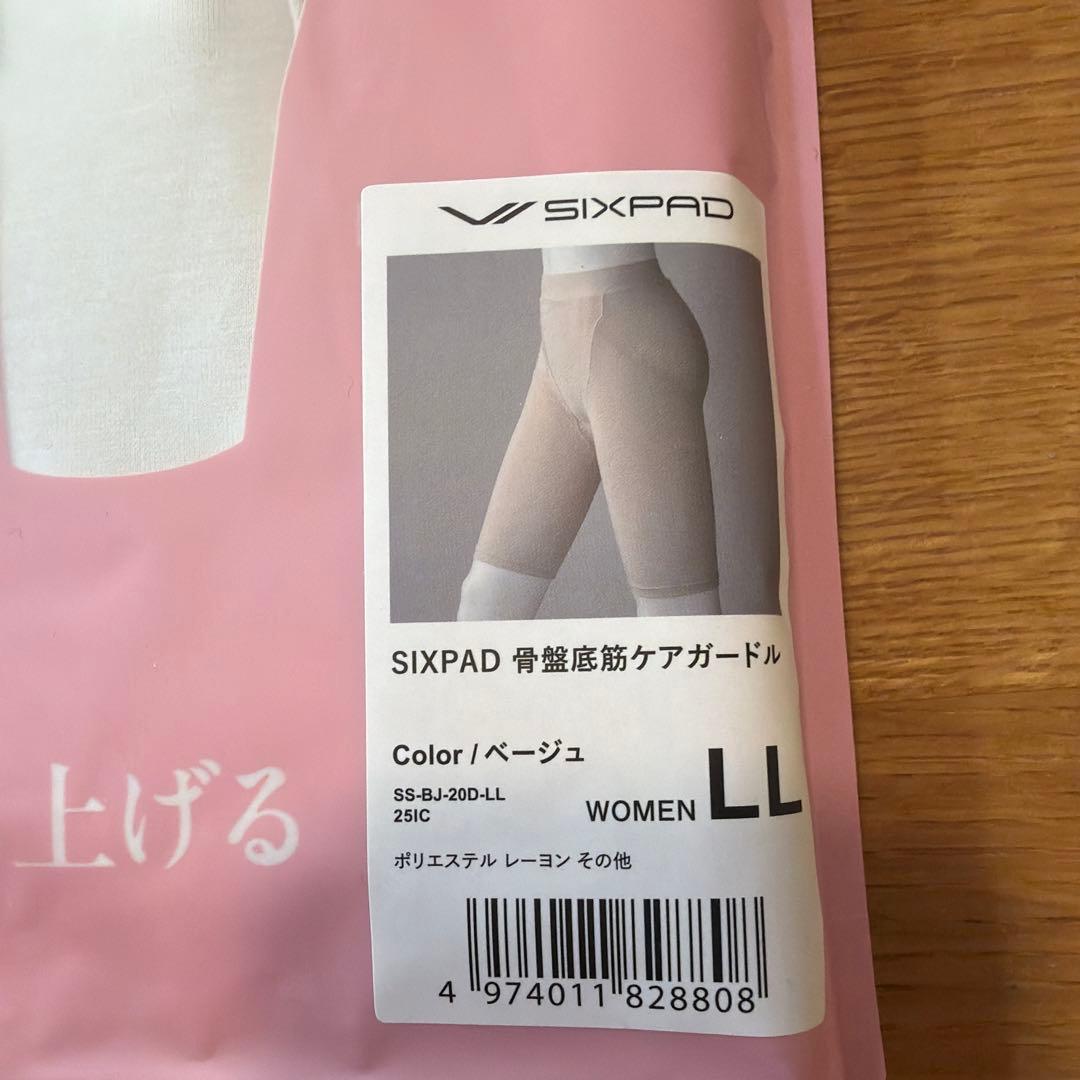 SIXPAD
SIXPAD 骨盤底筋ケアガードル
Color / ベージュ
SS-BJ-20D-LL
25IC
WOMEN LL
ポリエステル レーヨン その他
4 974011 828808
上げる